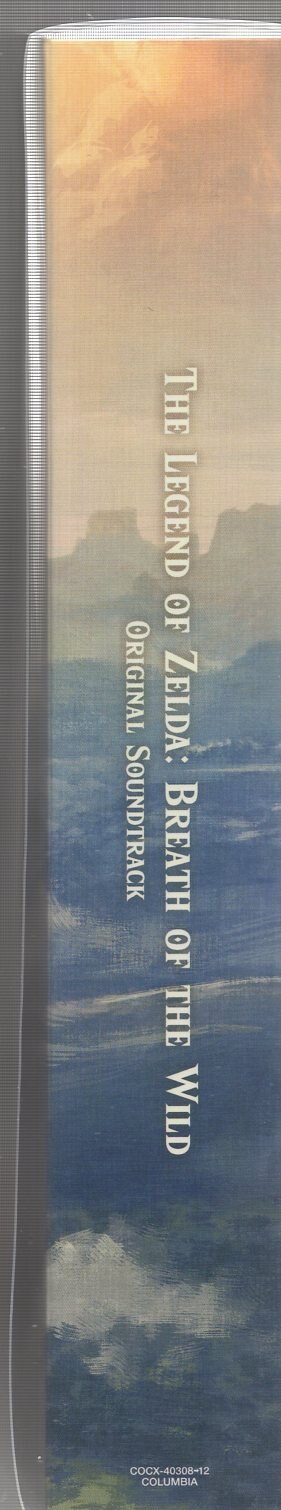 The Legend of Zelda: Breath of the Wild
Original Soundtrack
COCX-40308-12
COLUMBIA